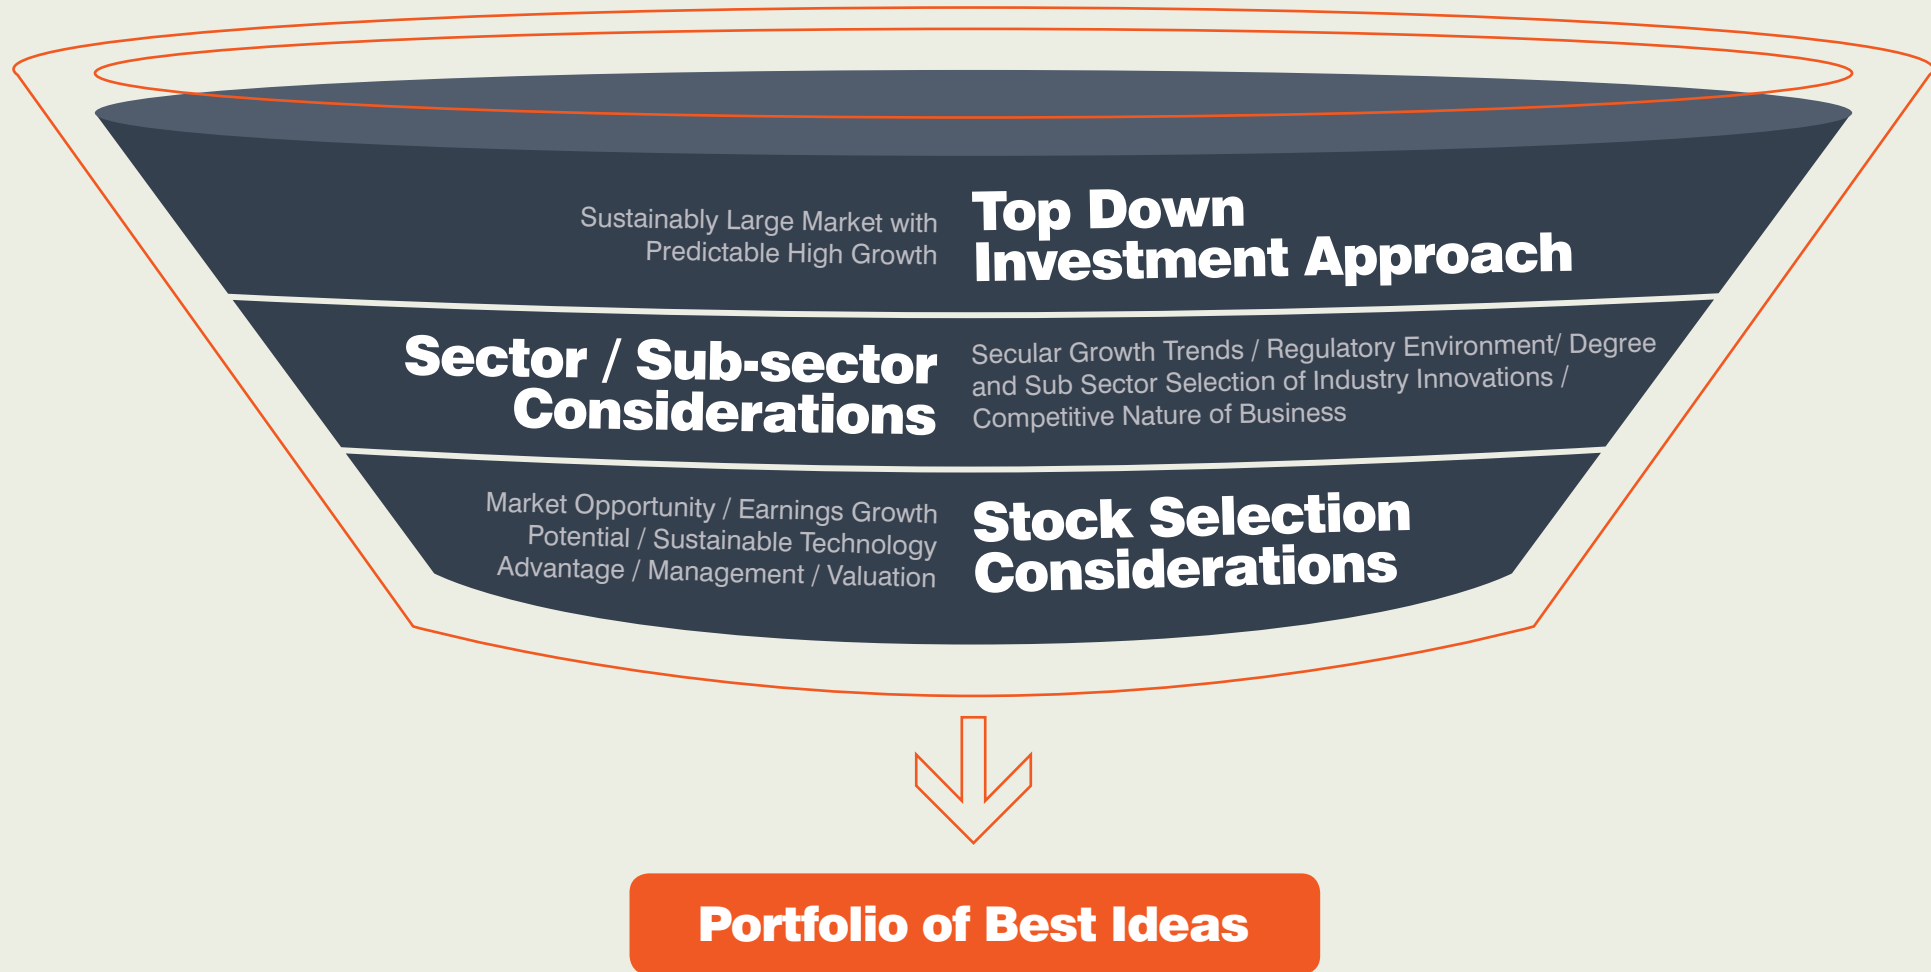 Sustainably Large Market with
Predictable High Growth
Top Down
Investment Approach
Sector / Sub-sector
Considerations
Secular Growth Trends / Regulatory Environment/ Degree
and Sub Sector Selection of Industry Innovations /
Competitive Nature of Business
Market Opportunity / Earnings Growth
Potential / Sustainable Technology
Advantage / Management / Valuation
Stock Selection
Considerations
Portfolio of Best Ideas